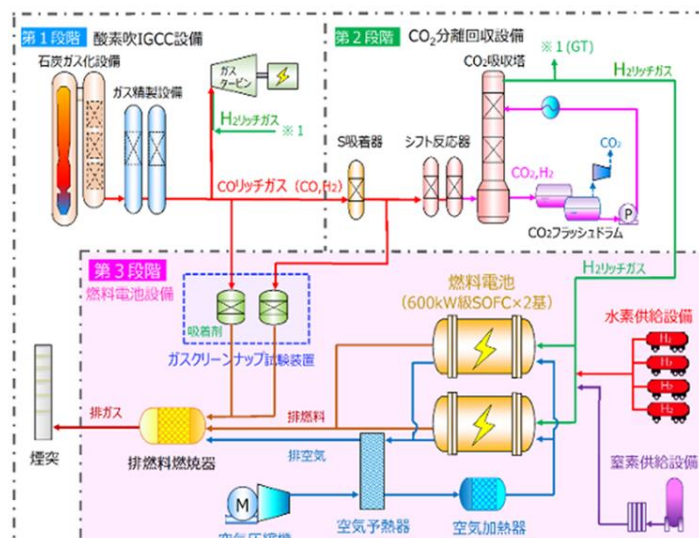 第1段階 酸素吹IGCC設備
石炭ガス化設備
ガス精製設備
ガス
タービン
H₂リッチガス ※1
COリッチガス (CO,H₂)
第2段階 CO₂分離回収設備
CO₂吸収塔
※1 (GT)
H₂リッチガス
S吸着器
シフト反応器
CO₂,H₂
CO₂
P
CO₂フラッシュドラム
第3段階
燃料電池設備
吸着剤
ガスクリーンナップ試験装置
燃料電池
(600kW級SOFC×2基)
H₂リッチガス
水素供給設備
H₂
H₂
H₂
H₂
排ガス
排燃料
排空気
煙突
排燃料燃焼器
M
空気圧縮機
空気予熱器
空気加熱器
窒素供給設備